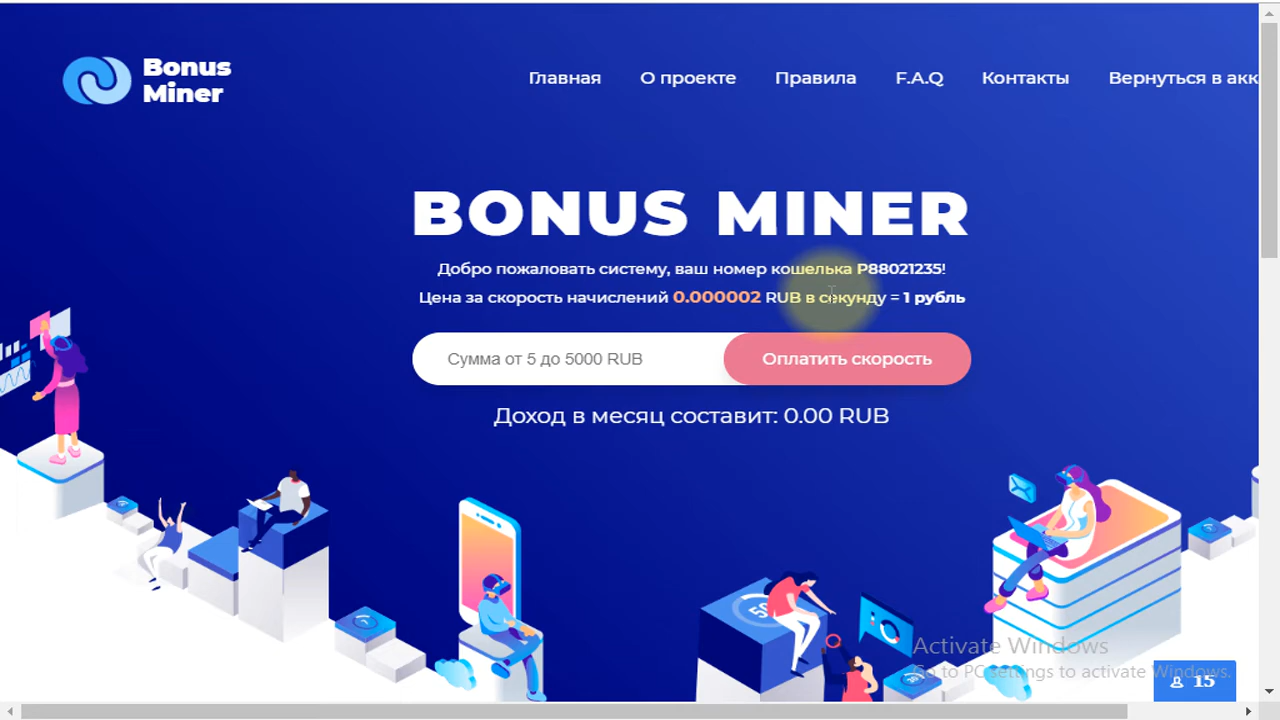 Bonus
Miner
Главная О проекте Правила F.A.Q Контакты Вернуться в акк
BONUS MINER
Добро пожаловать систему, ваш номер кошелька P88021235!
Цена за скорость начислений 0.000002 RUB в секунду = 1 рубль
Сумма от 5 до 5000 RUB Оплатить скорость
Доход в месяц составит: 0.00 RUB
50
Activate Windows
Go to PC settings to activate Windows.
15